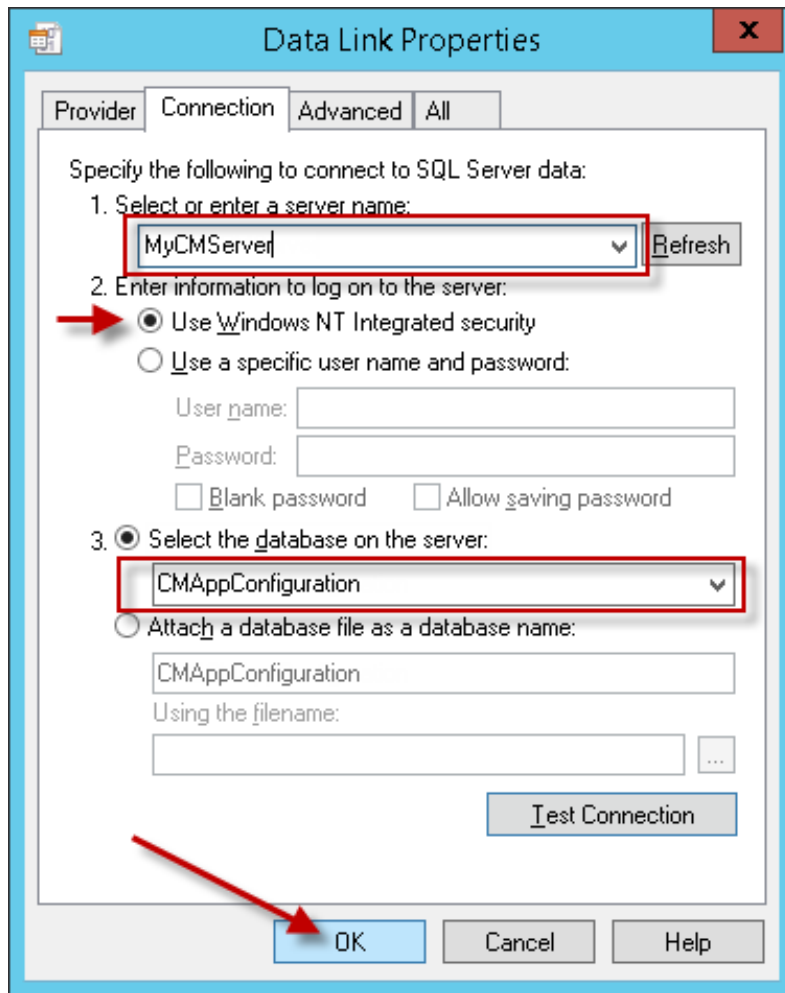 Data Link Properties
x
Provider Connection Advanced All
Specify the following to connect to SQL Server data:
1. Select or enter a server name:
MyCMServer Refresh
2. Enter information to log on to the server:
Use Windows NT Integrated security
Use a specific user name and password:
User name:
Password:
Blank password Allow saving password
3. Select the database on the server:
CMAppConfiguration
Attach a database file as a database name:
CMAppConfiguration
Using the filename:
...
Test Connection
OK Cancel Help